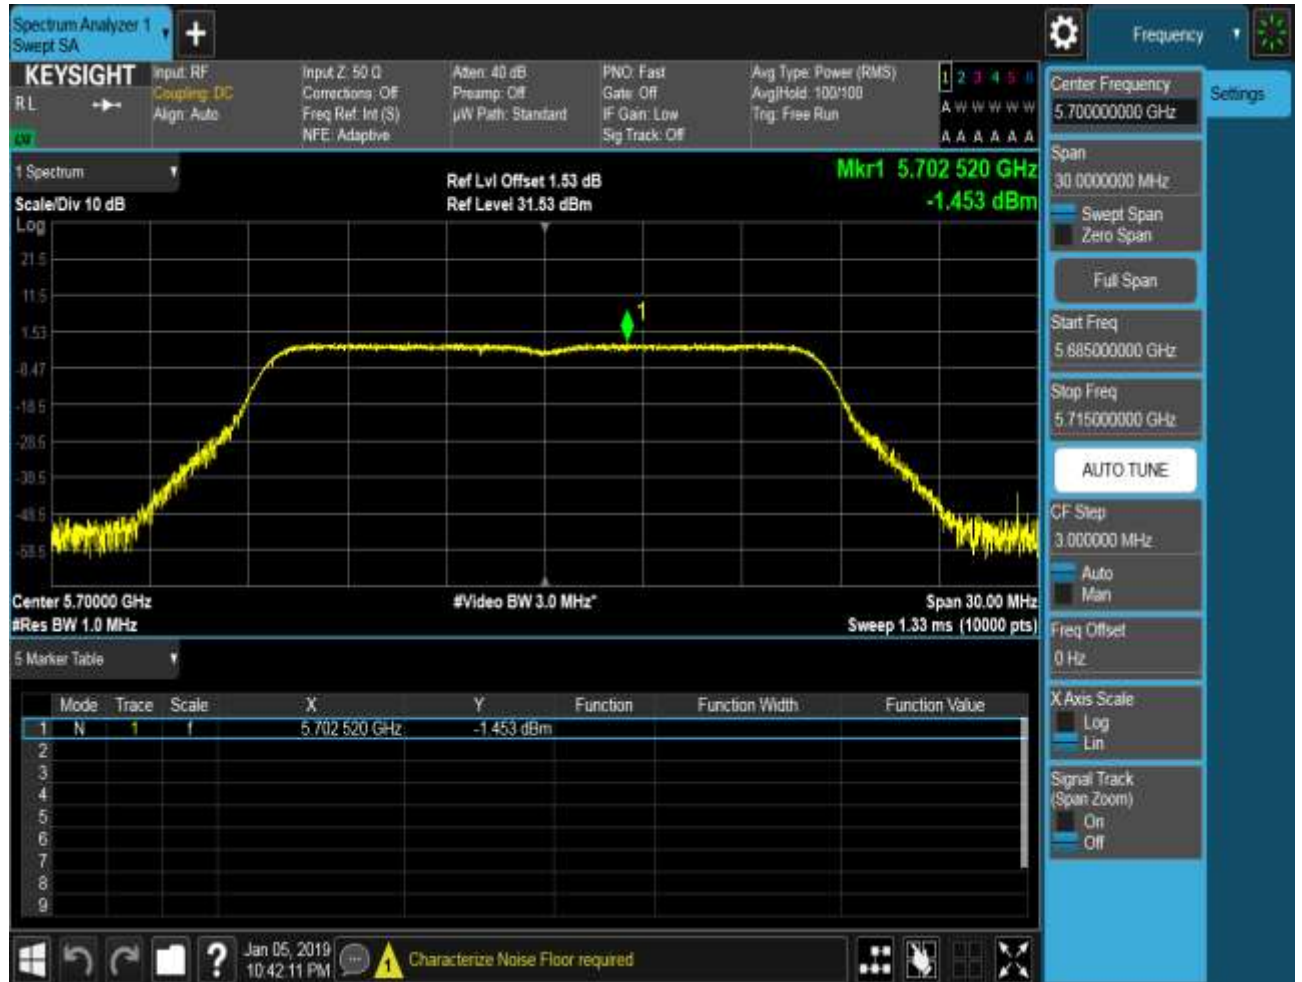 Spectrum Analyzer 1
Swept SA
Frequency
KEYSIGHT
R L
Input: RF
Coupling: DC
Align: Auto
Input Z: 50 Ω
Corrections: Off
Freq Ref: Int (S)
NFE: Adaptive
Atten: 40 dB
Preamp: Off
µW Path: Standard
PNO: Fast
Gate: Off
IF Gain: Low
Sig Track: Off
Avg Type: Power (RMS)
Avg|Hold: 100/100
Trig: Free Run
1 2 3 4 5 6
A W W W W W
A A A A A A
1 Spectrum
Scale/Div 10 dB
Log
Ref Lvl Offset 1.53 dB
Ref Level 31.53 dBm
Mkr1 5.702 520 GHz
-1.453 dBm
21.5
11.5
1.53
-8.47
-18.5
-28.5
-38.5
-48.5
-58.5
1
Center 5.70000 GHz
#Res BW 1.0 MHz
#Video BW 3.0 MHz*
Span 30.00 MHz
Sweep 1.33 ms (10000 pts)
5 Marker Table
Mode Trace Scale X Y Function Function Width Function Value
1 N 1 f 5.702 520 GHz -1.453 dBm
2
3
4
5
6
7
8
9
Jan 05, 2019
10:42:11 PM
Characterize Noise Floor required
Center Frequency
5.700000000 GHz
Settings
Span
30.0000000 MHz
Swept Span
Zero Span
Full Span
Start Freq
5.685000000 GHz
Stop Freq
5.715000000 GHz
AUTO TUNE
CF Step
3.000000 MHz
Auto
Man
Freq Offset
0 Hz
X Axis Scale
Log
Lin
Signal Track
(Span Zoom)
On
Off